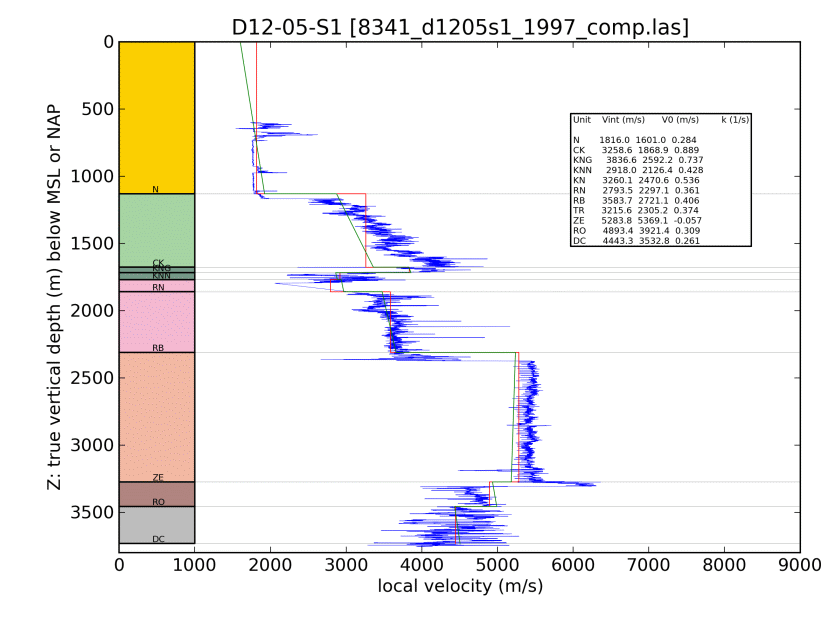 D12-05-S1 [8341_d1205s1_1997_comp.las]
0
500
1000
1500
2000
2500
3000
3500
Z: true vertical depth (m) below MSL or NAP
N
CK
KNG
KNN
RN
RB
ZE
RO
DC
Unit Vint (m/s) V0 (m/s) k (1/s)
N 1816.0 1601.0 0.284
CK 3258.6 1868.9 0.889
KNG 3836.6 2592.2 0.737
KNN 2918.0 2126.4 0.428
KN 3260.1 2470.6 0.536
RN 2793.5 2297.1 0.361
RB 3583.7 2721.1 0.406
TR 3215.6 2305.2 0.374
ZE 5283.8 5369.1 -0.057
RO 4893.4 3921.4 0.309
DC 4443.3 3532.8 0.261
0 1000 2000 3000 4000 5000 6000 7000 8000 9000
local velocity (m/s)